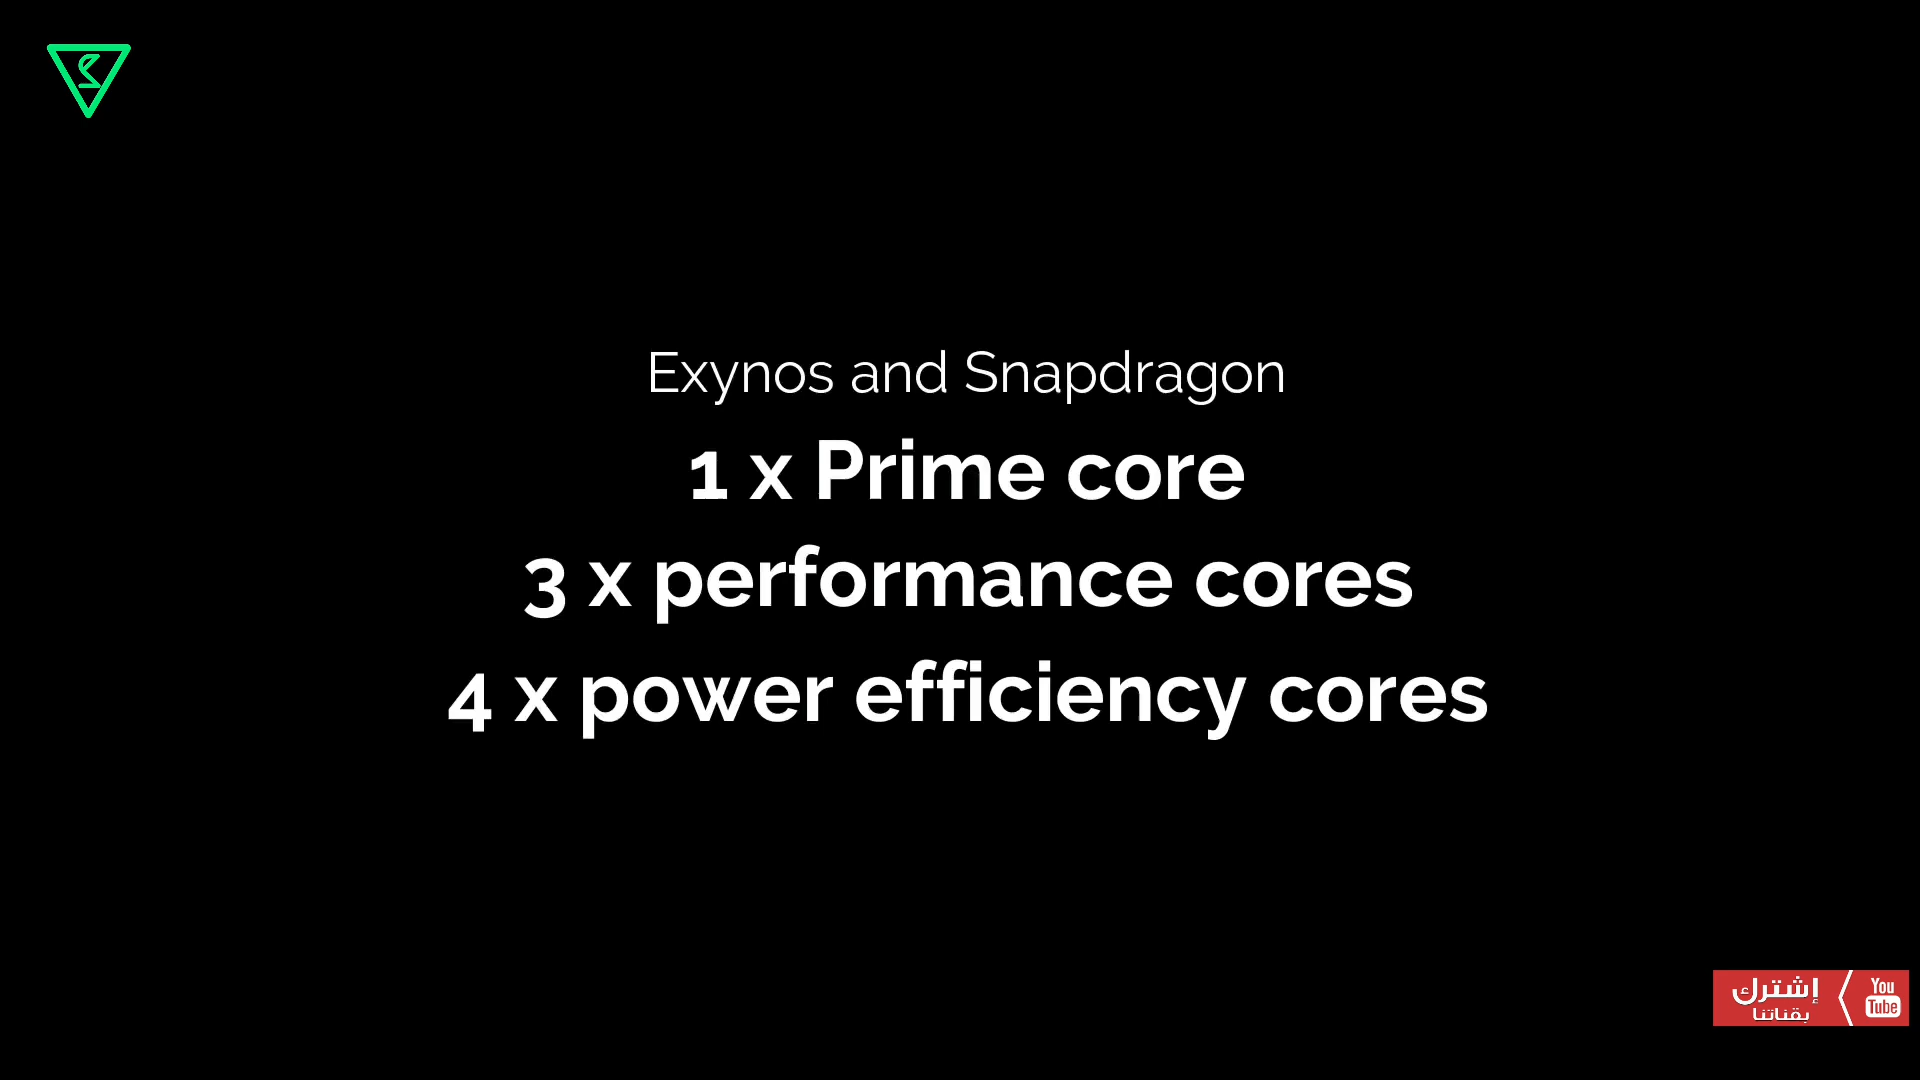 Exynos and Snapdragon
1 x Prime core
3 x performance cores
4 x power efficiency cores
إشترك
بقناتنا
You
Tube